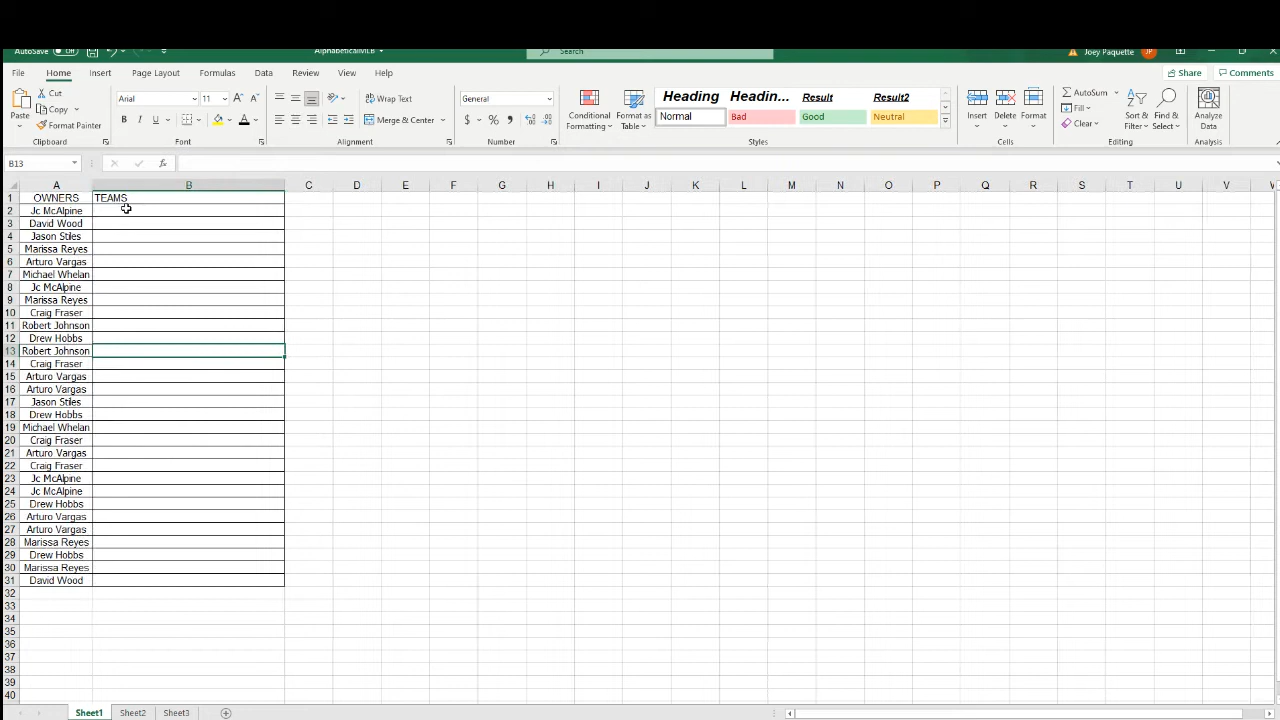 AutoSave Off AlphabeticalMLB Search Joey Paquette JP
File Home Insert Page Layout Formulas Data Review View Help Share Comments
Paste Cut Copy Format Painter Clipboard
Arial 11 A A B I U A Font
Wrap Text Merge & Center Alignment
General $ % , Number
Conditional Formatting Format as Table
Heading Headin... Result Result2
Normal Bad Good Neutral
Styles
Insert Delete Format Cells
AutoSum Fill Clear Sort & Filter Find & Select Editing
Analyze Data Analysis
B13 fx
A B C D E F G H I J K L M N O P Q R S T U V
1 OWNERS TEAMS
2 Jc McAlpine
3 David Wood
4 Jason Stiles
5 Marissa Reyes
6 Arturo Vargas
7 Michael Whelan
8 Jc McAlpine
9 Marissa Reyes
10 Craig Fraser
11 Robert Johnson
12 Drew Hobbs
13 Robert Johnson
14 Craig Fraser
15 Arturo Vargas
16 Arturo Vargas
17 Jason Stiles
18 Drew Hobbs
19 Michael Whelan
20 Craig Fraser
21 Arturo Vargas
22 Craig Fraser
23 Jc McAlpine
24 Jc McAlpine
25 Drew Hobbs
26 Arturo Vargas
27 Arturo Vargas
28 Marissa Reyes
29 Drew Hobbs
30 Marissa Reyes
31 David Wood
32
33
34
35
36
37
38
39
40
Sheet1 Sheet2 Sheet3